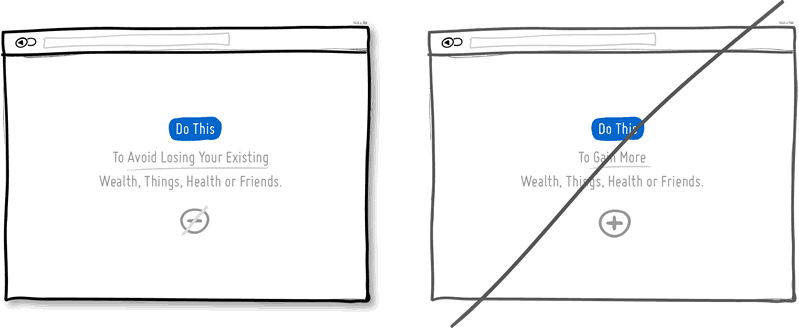 Do This
To Avoid Losing Your Existing
Wealth, Things, Health or Friends.
Do This
To Gain More
Wealth, Things, Health or Friends.